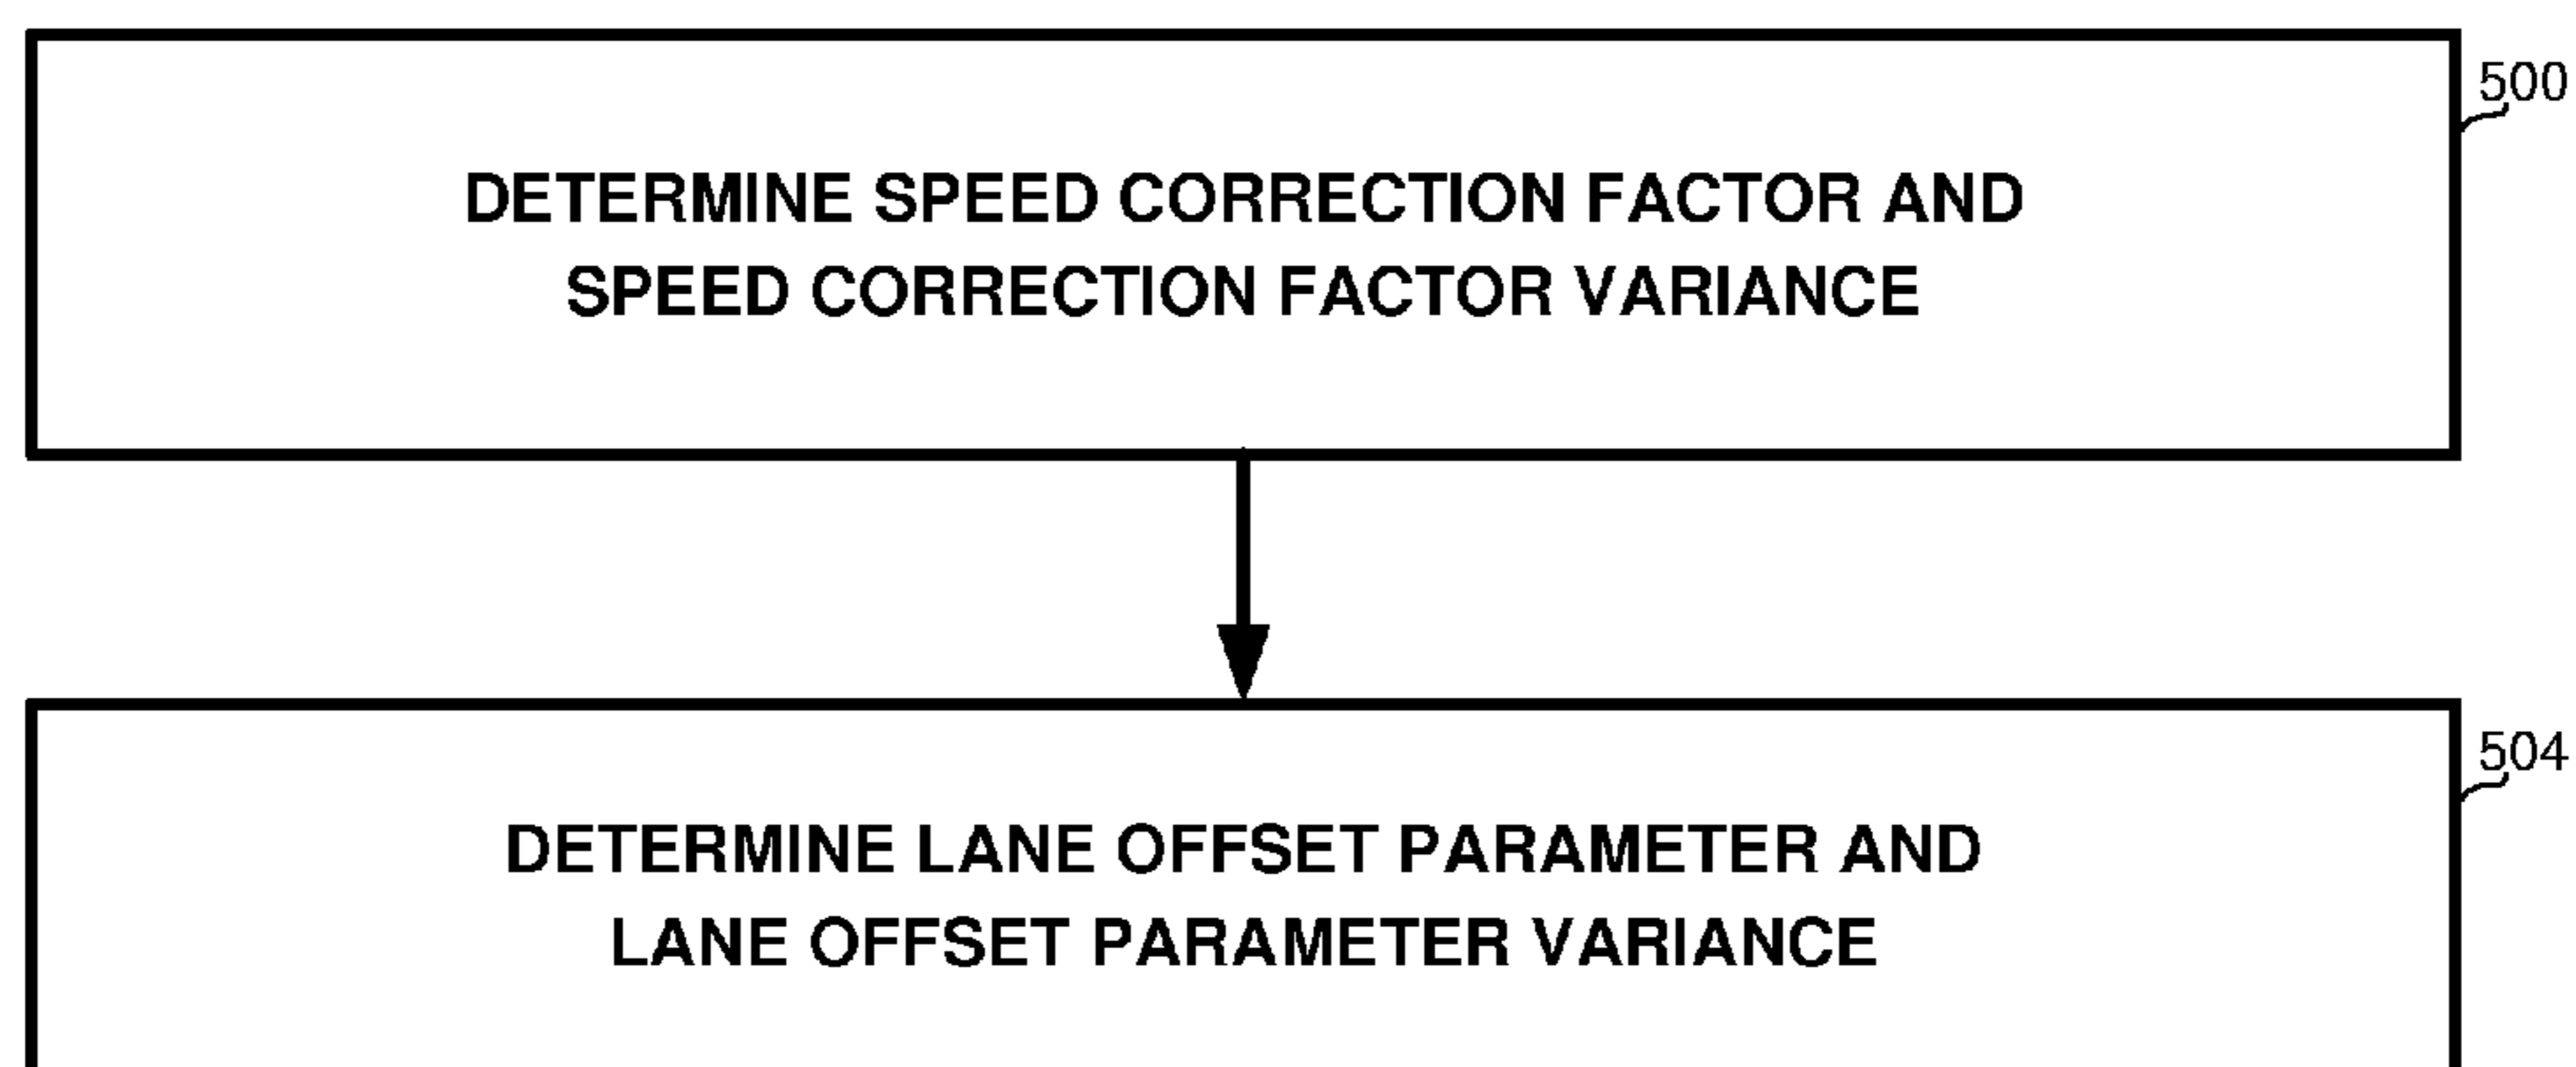 500
DETERMINE SPEED CORRECTION FACTOR AND
SPEED CORRECTION FACTOR VARIANCE
504
DETERMINE LANE OFFSET PARAMETER AND
LANE OFFSET PARAMETER VARIANCE